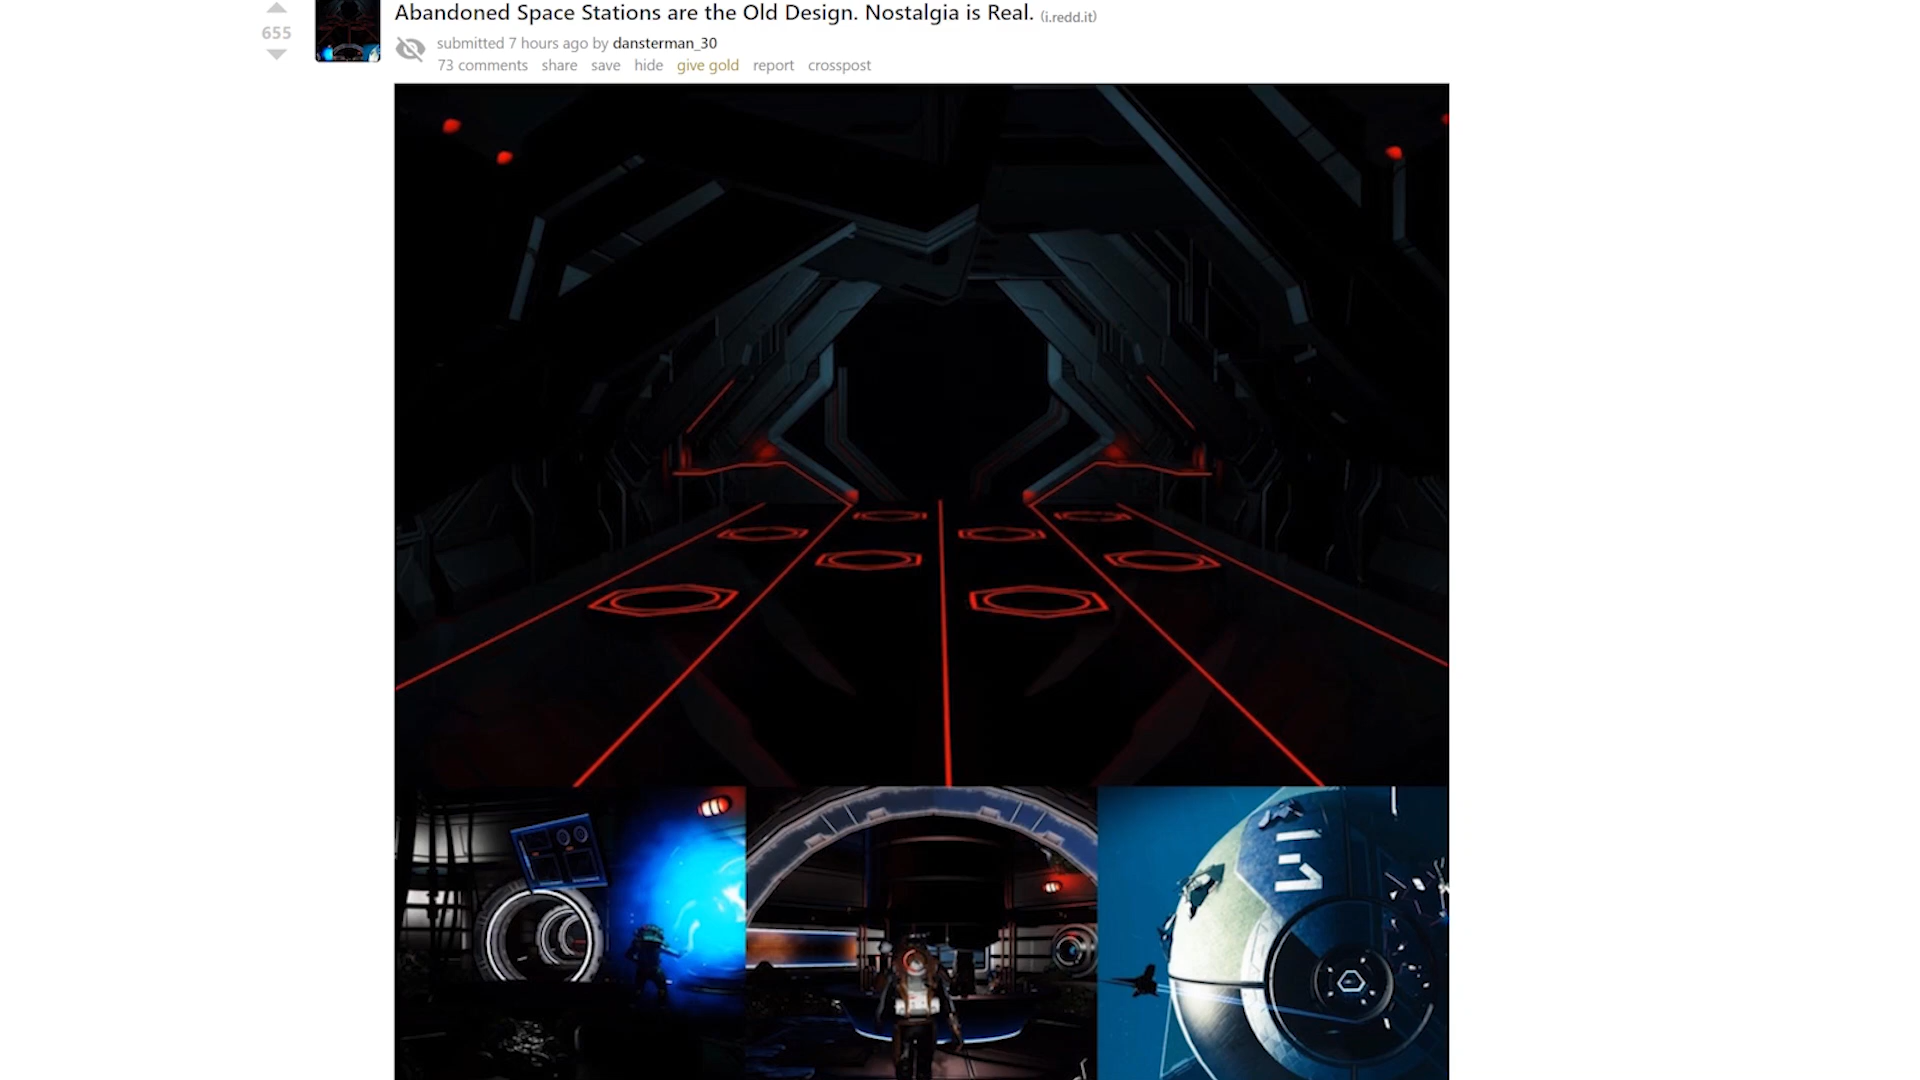 Abandoned Space Stations are the Old Design. Nostalgia is Real. (i.redd.it)
655
submitted 7 hours ago by dansterman_30
73 comments share save hide give gold report crosspost